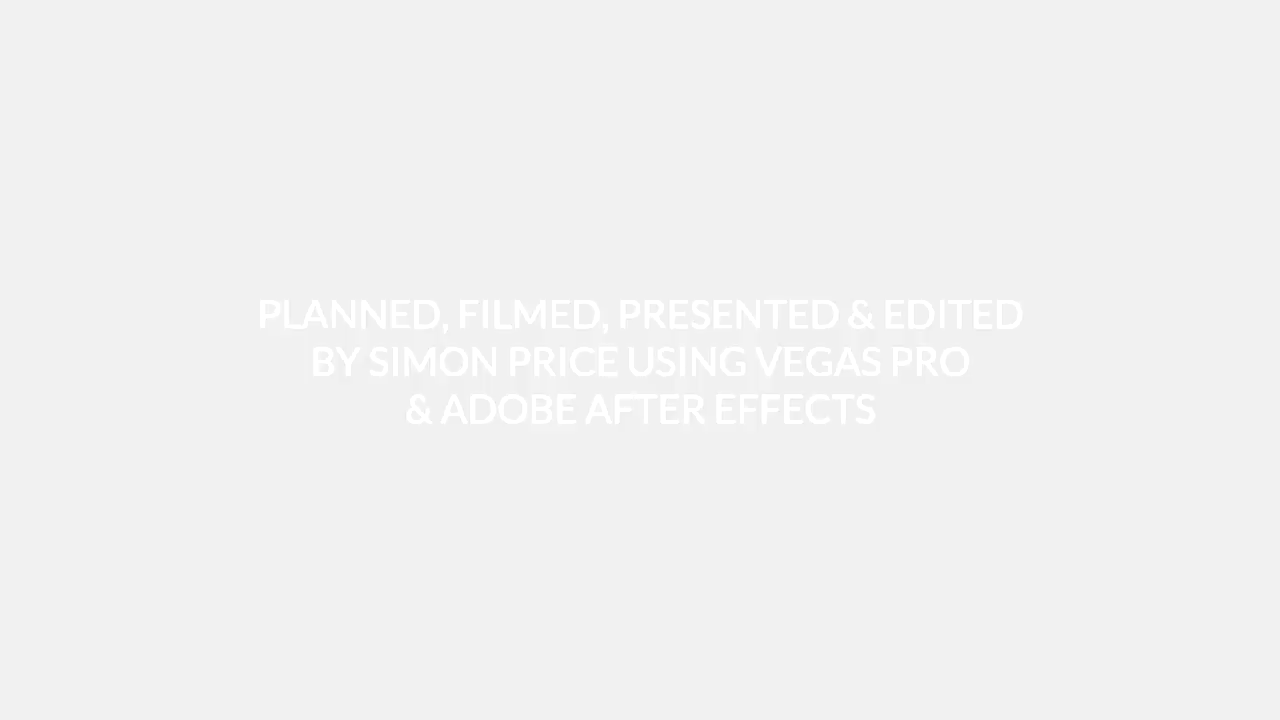 PLANNED, FILMED, PRESENTED & EDITED
BY SIMON PRICE USING VEGAS PRO
& ADOBE AFTER EFFECTS